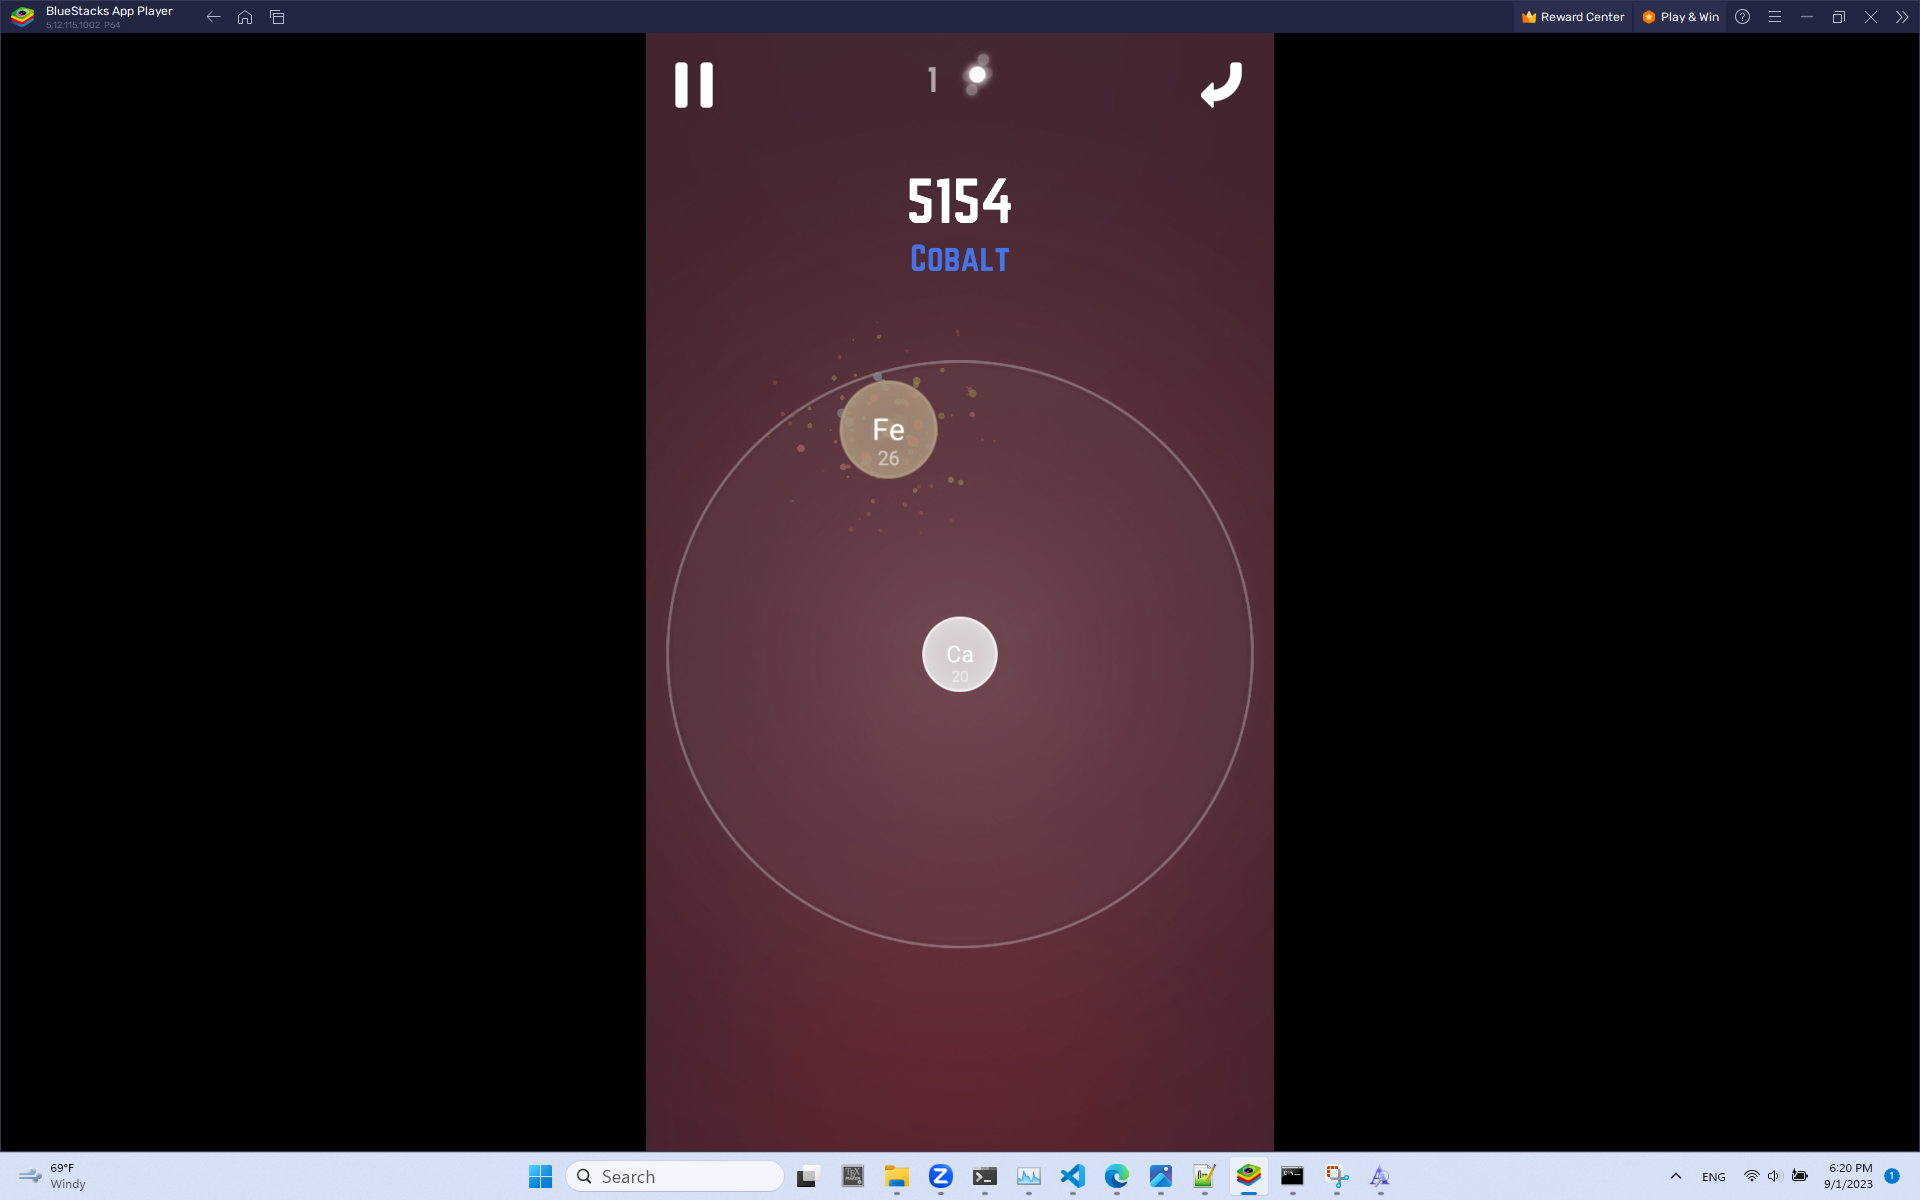 BlueStacks App Player
5.12.115.1002 P64
Reward Center
Play & Win
1
5154
Cobalt
Fe
26
Ca
20
69°F
Windy
Search
ENG
6:20 PM
9/1/2023
1